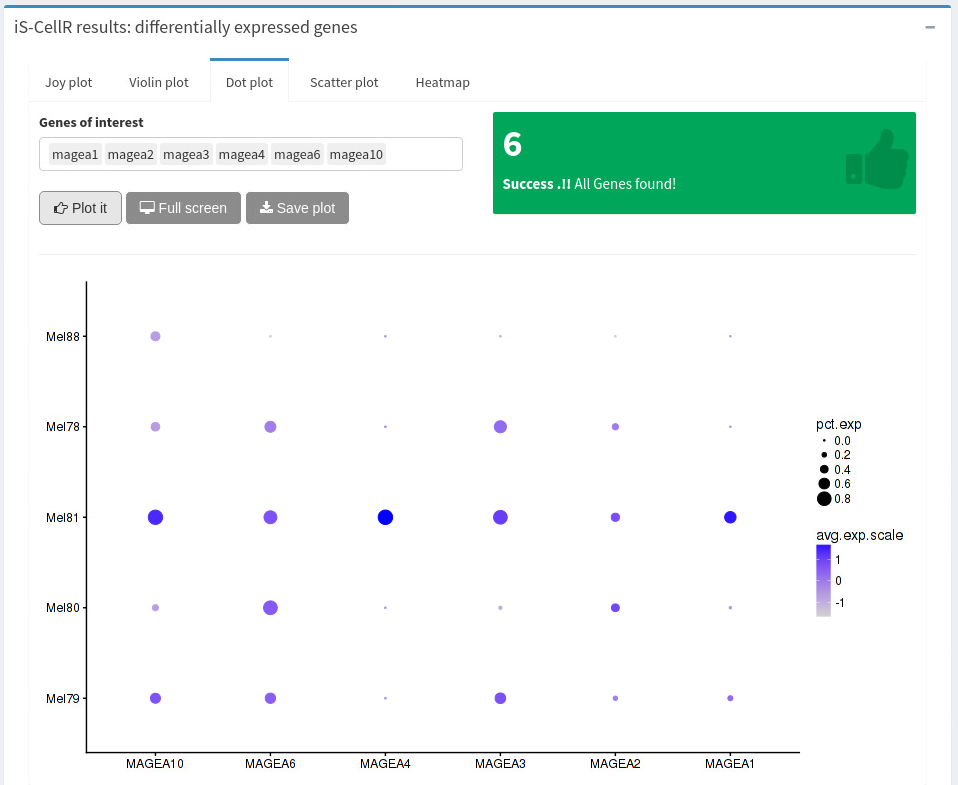 iS-CellR results: differentially expressed genes
Joy plot Violin plot Dot plot Scatter plot Heatmap
Genes of interest
magea1 magea2 magea3 magea4 magea6 magea10
Plot it Full screen Save plot
6
Success .!! All Genes found!
Mel88
Mel78
Mel81
Mel80
Mel79
MAGEA10 MAGEA6 MAGEA4 MAGEA3 MAGEA2 MAGEA1
pct.exp
0.0
0.2
0.4
0.6
0.8
avg.exp.scale
1
0
-1